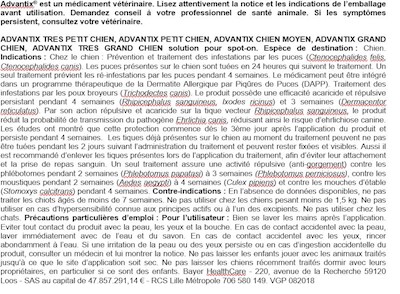 Advantix® est un médicament vétérinaire. Lisez attentivement la notice et les indications de l'emballage
avant utilisation. Demandez conseil à votre professionnel de santé animale. Si les symptômes
persistent, consultez votre vétérinaire.
ADVANTIX TRES PETIT CHIEN, ADVANTIX PETIT CHIEN, ADVANTIX CHIEN MOYEN, ADVANTIX GRAND
CHIEN, ADVANTIX TRES GRAND CHIEN solution pour spot-on. Espèce de destination : Chien.
Indications : Chez le chien : Prévention et traitement des infestations par les puces (Ctenocephalides felis,
Ctenocephalides canis). Les puces présentes sur le chien sont tuées en 24 heures qui suivent le traitement. Un
seul traitement prévient les ré-infestations par les puces pendant 4 semaines. Le médicament peut être intégré
dans un programme thérapeutique de la Dermatite Allergique par Piqûres de Puces (DAPP). Traitement des
infestations par les poux broyeurs (Trichodectes canis). Le produit possède une efficacité acaricide et répulsive
persistant pendant 4 semaines (Rhipicephalus sanguineus, Ixodes ricinus) et 3 semaines (Dermacentor
reticulatus). Par son action répulsive et acaricide sur la tique vecteur Rhipicephalus sanguineus, le produit
réduit la probabilité de transmission du pathogène Ehrlichia canis, réduisant ainsi le risque d'ehrlichiose canine.
Les études ont montré que cette protection commence dès le 3ème jour après l'application du produit et
persiste pendant 4 semaines. Les tiques déjà présentes sur le chien au moment du traitement peuvent ne pas
être tuées pendant les 2 jours suivant l'administration du traitement et peuvent rester fixées et visibles. Aussi il
est recommandé d'enlever les tiques présentes lors de l'application du traitement, afin d'éviter leur attachement
et la prise de repas sanguin. Un seul traitement assure une activité répulsive (anti-gorgement) contre les
phlébotomes pendant 2 semaines (Phlebotomus papatasi) à 3 semaines (Phlebotomus perniciosus), contre les
moustiques pendant 2 semaines (Aedes aegypti) à 4 semaines (Culex pipiens) et contre les mouches d'étable
(Stomoxys calcitrans) pendant 4 semaines. Contre-indications : En l'absence de données disponibles, ne pas
traiter les chiots âgés de moins de 7 semaines. Ne pas utiliser chez les chiens pesant moins de 1,5 kg. Ne pas
utiliser en cas d'hypersensibilité connue aux principes actifs ou à l'un des excipients. Ne pas utiliser chez les
chats. Précautions particulières d'emploi : Pour l'utilisateur : Bien se laver les mains après l'application.
Eviter tout contact du produit avec la peau, les yeux et la bouche. En cas de contact accidentel avec la peau,
laver immédiatement avec de l'eau et du savon. En cas de contact accidentel avec les yeux, rincer
abondamment à l'eau. Si une irritation de la peau ou des yeux persiste ou en cas d'ingestion accidentelle du
produit, consulter un médecin et lui montrer la notice. Ne pas laisser les enfants jouer avec les animaux traités
jusqu'à ce que le site d'application soit sec. Ne pas laisser les chiens récemment traités dormir avec leurs
propriétaires, en particulier si ce sont des enfants. Bayer HealthCare - 220, avenue de la Recherche 59120
Loos - SAS au capital de 47.857.291,14 € - RCS Lille Métropole 706 580 149. VGP 082018